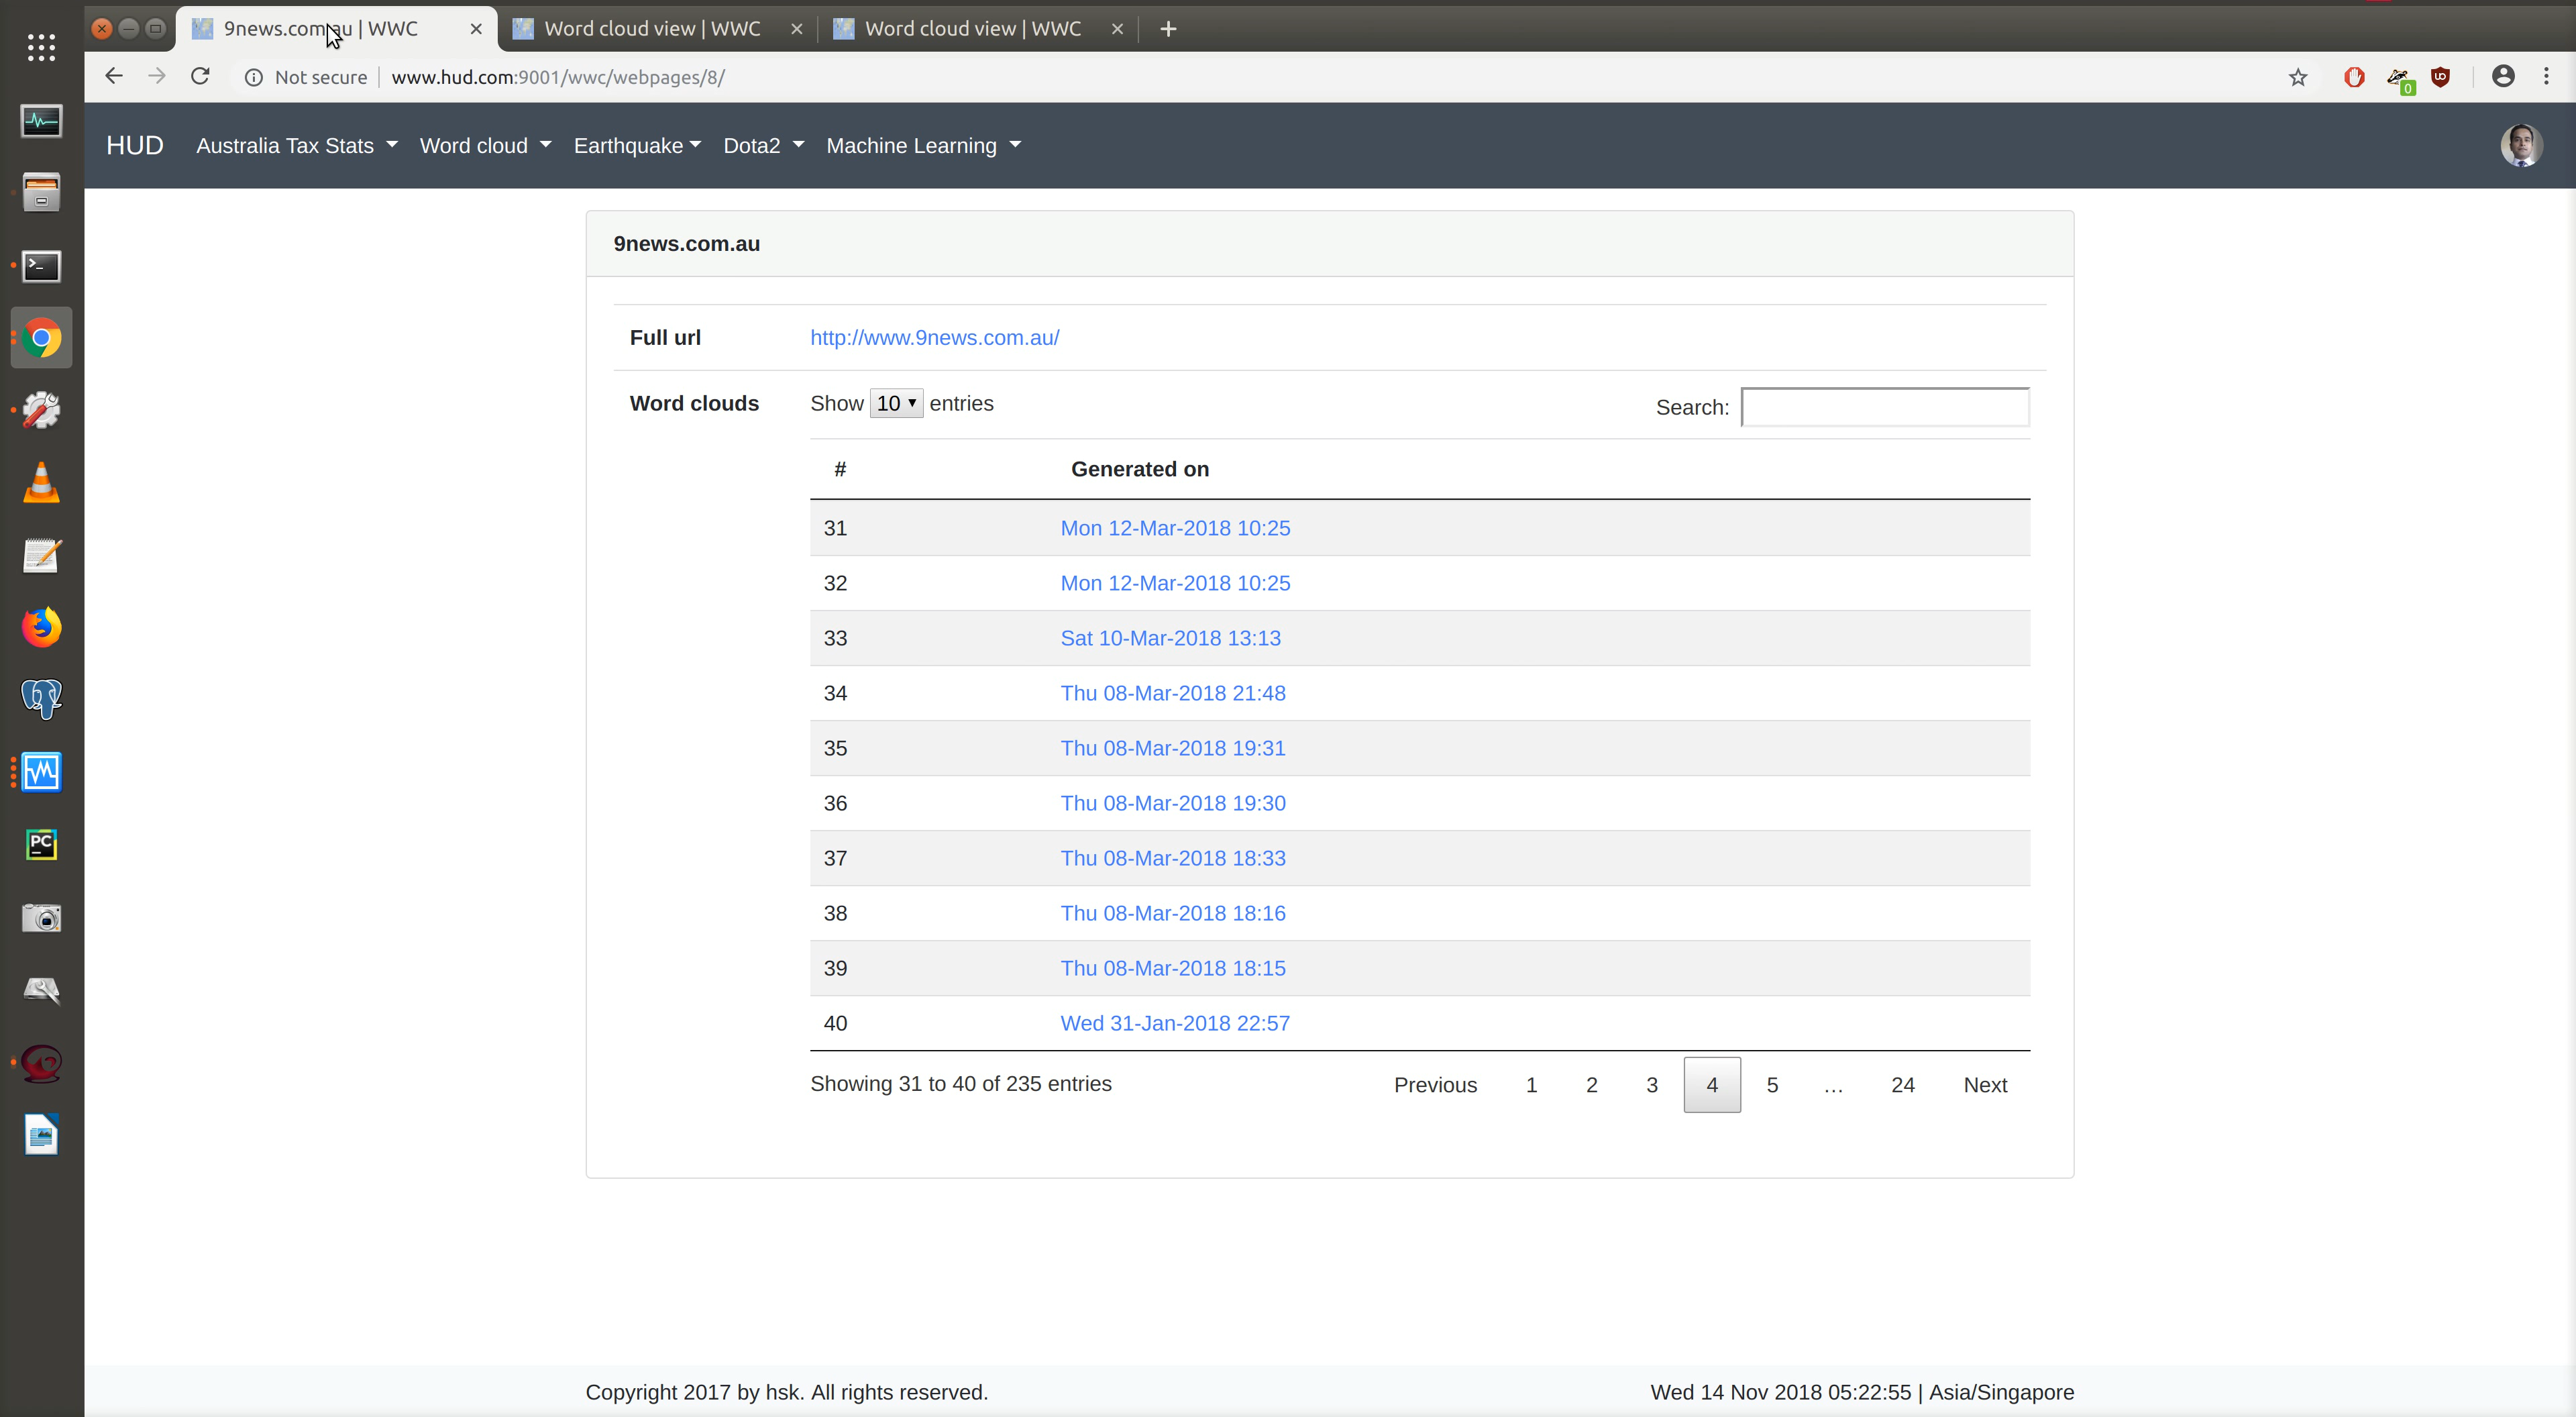 9news.com.au | WWC
Word cloud view | WWC
Word cloud view | WWC
Not secure
www.hud.com:9001/wwc/webpages/8/
0
HUD
Australia Tax Stats
Word cloud
Earthquake
Dota2
Machine Learning
9news.com.au
Full url http://www.9news.com.au/
Word clouds Show 10 entries Search:
# Generated on
31 Mon 12-Mar-2018 10:25
32 Mon 12-Mar-2018 10:25
33 Sat 10-Mar-2018 13:13
34 Thu 08-Mar-2018 21:48
35 Thu 08-Mar-2018 19:31
36 Thu 08-Mar-2018 19:30
37 Thu 08-Mar-2018 18:33
38 Thu 08-Mar-2018 18:16
39 Thu 08-Mar-2018 18:15
40 Wed 31-Jan-2018 22:57
Showing 31 to 40 of 235 entries Previous 1 2 3 4 5 … 24 Next
PC
Copyright 2017 by hsk. All rights reserved. Wed 14 Nov 2018 05:22:55 | Asia/Singapore